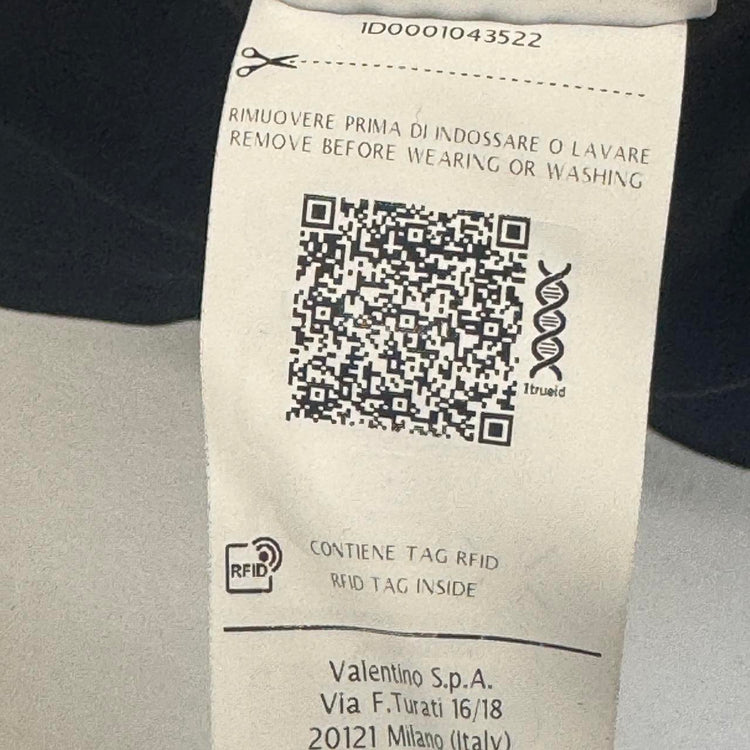 ID0001043522
RIMUOVERE PRIMA DI INDOSSARE O LAVARE
REMOVE BEFORE WEARING OR WASHING
1trueid
RFID
CONTIENE TAG RFID
RFID TAG INSIDE
Valentino S.p.A.
Via F.Turati 16/18
20121 Milano (Italy)